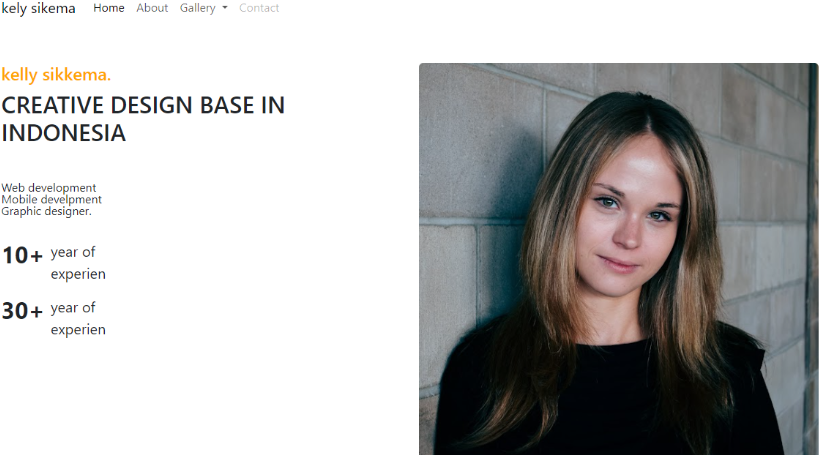 kely sikema Home About Gallery Contact
kelly sikkema.
CREATIVE DESIGN BASE IN
INDONESIA
Web development
Mobile develpment
Graphic designer.
10+ year of
experien
30+ year of
experien